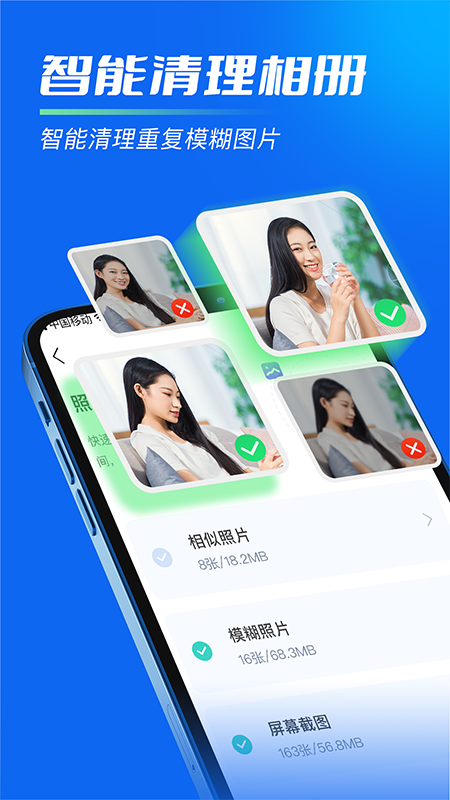 智能清理相册
智能清理重复模糊图片
中国移动
照
快速
间，
相似照片
8张/18.2MB
模糊照片
16张/68.3MB
屏幕截图
163张/56.8MB